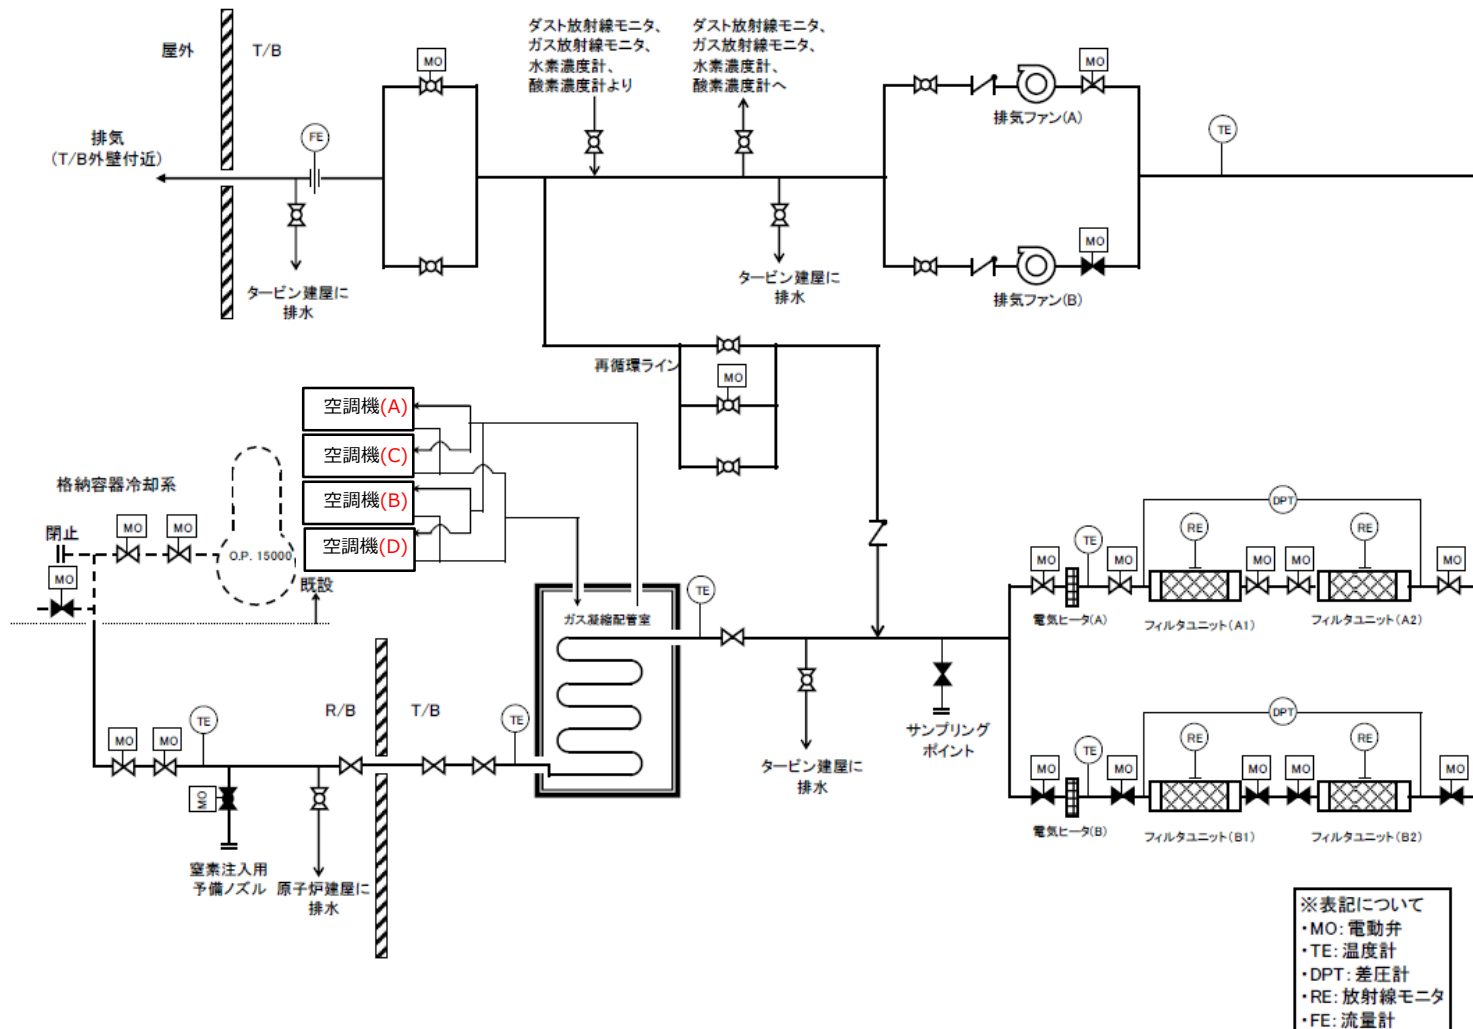 屋外
T/B
MO
ダスト放射線モニタ、
ガス放射線モニタ、
水素濃度計、
酸素濃度計より
ダスト放射線モニタ、
ガス放射線モニタ、
水素濃度計、
酸素濃度計へ
MO
排気ファン(A)
TE
排気
(T/B外壁付近)
FE
タービン建屋に
排水
タービン建屋に
排水
MO
排気ファン(B)
再循環ライン
MO
空調機(A)
空調機(C)
空調機(B)
空調機(D)
格納容器冷却系
閉止
MO
MO
MO
O.P. 15000
既設
ガス凝縮配管室
TE
DPT
MO
TE
MO
RE
MO
MO
RE
MO
電気ヒータ(A)
フィルタユニット(A1)
フィルタユニット(A2)
R/B
T/B
MO
MO
TE
TE
MO
窒素注入用
予備ノズル
原子炉建屋に
排水
タービン建屋に
排水
サンプリング
ポイント
DPT
MO
TE
MO
RE
MO
MO
RE
MO
電気ヒータ(B)
フィルタユニット(B1)
フィルタユニット(B2)
※表記について
・MO: 電動弁
・TE: 温度計
・DPT: 差圧計
・RE: 放射線モニタ
・FE: 流量計